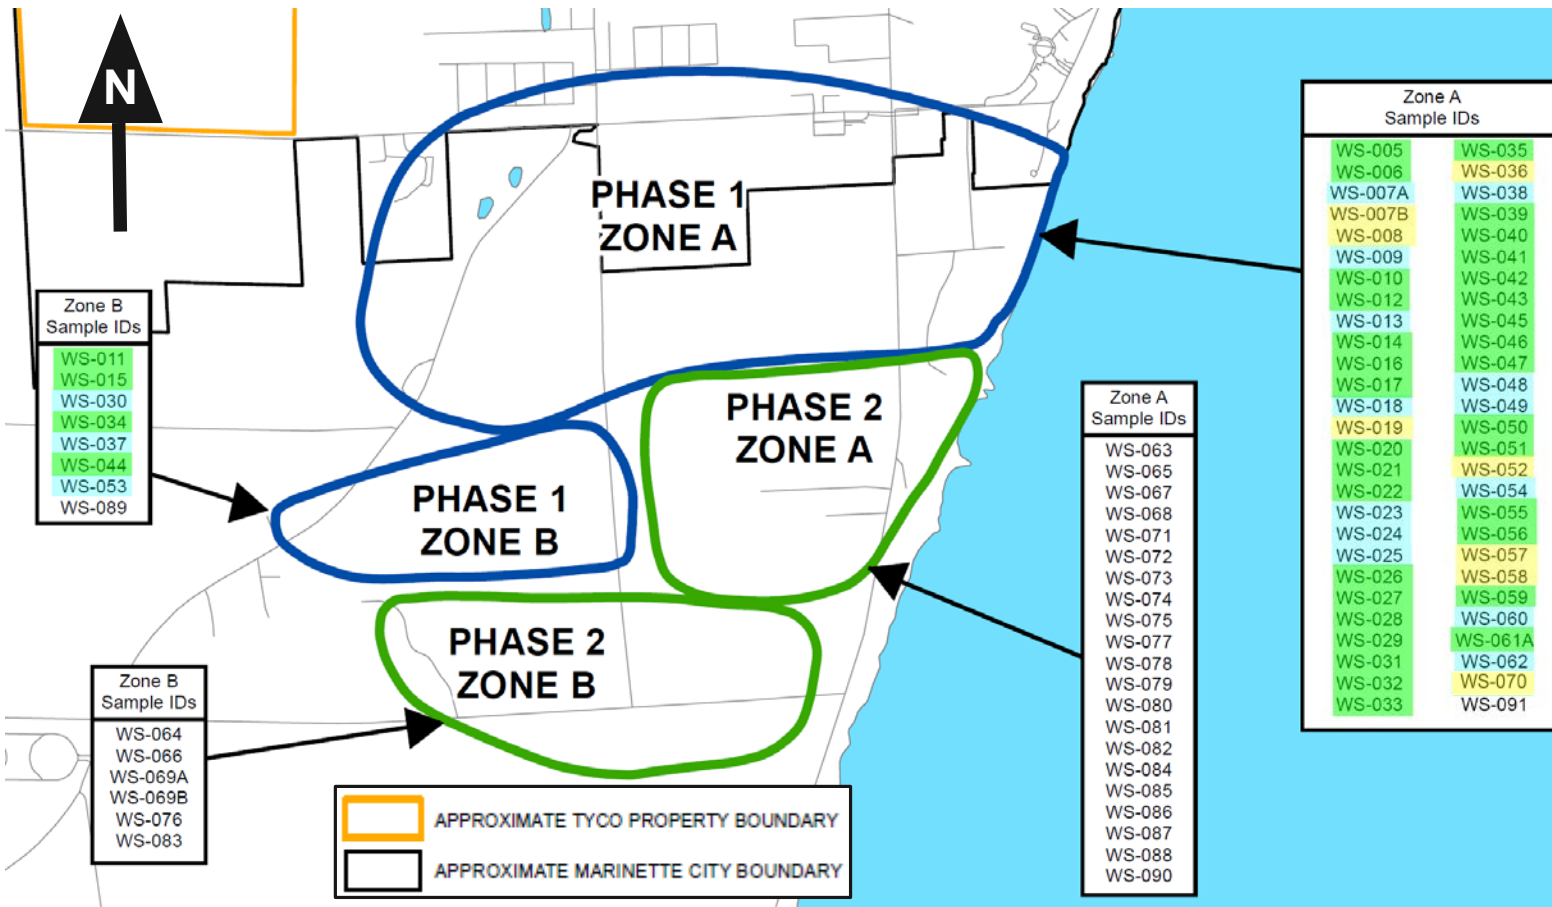 N
PHASE 1
ZONE A
Zone A
Sample IDs
WS-005 WS-035
WS-006 WS-036
WS-007A WS-038
WS-007B WS-039
WS-008 WS-040
WS-009 WS-041
WS-010 WS-042
WS-012 WS-043
WS-013 WS-045
WS-014 WS-046
WS-016 WS-047
WS-017 WS-048
WS-018 WS-049
WS-019 WS-050
WS-020 WS-051
WS-021 WS-052
WS-022 WS-054
WS-023 WS-055
WS-024 WS-056
WS-025 WS-057
WS-026 WS-058
WS-027 WS-059
WS-028 WS-060
WS-029 WS-061A
WS-031 WS-062
WS-032 WS-070
WS-033 WS-091
Zone B
Sample IDs
WS-011
WS-015
WS-030
WS-034
WS-037
WS-044
WS-053
WS-089
PHASE 1
ZONE B
PHASE 2
ZONE A
Zone A
Sample IDs
WS-063
WS-065
WS-067
WS-068
WS-071
WS-072
WS-073
WS-074
WS-075
WS-077
WS-078
WS-079
WS-080
WS-081
WS-082
WS-084
WS-085
WS-086
WS-087
WS-088
WS-090
PHASE 2
ZONE B
Zone B
Sample IDs
WS-064
WS-066
WS-069A
WS-069B
WS-076
WS-083
APPROXIMATE TYCO PROPERTY BOUNDARY
APPROXIMATE MARINETTE CITY BOUNDARY